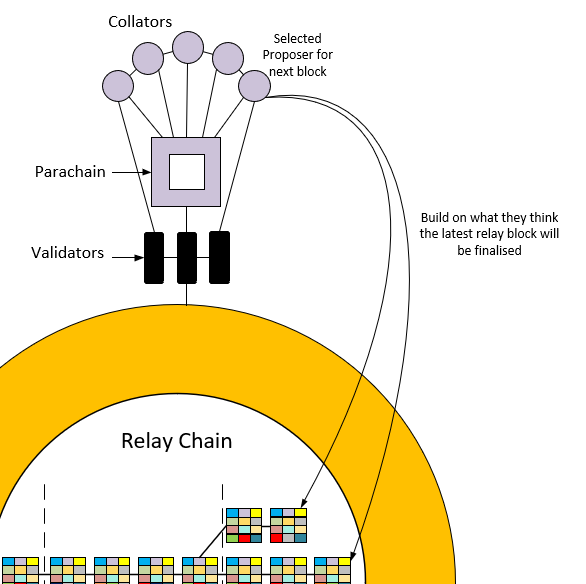 Collators
Selected
Proposer for
next block
Parachain
Build on what they think
the latest relay block will
be finalised
Validators
Relay Chain